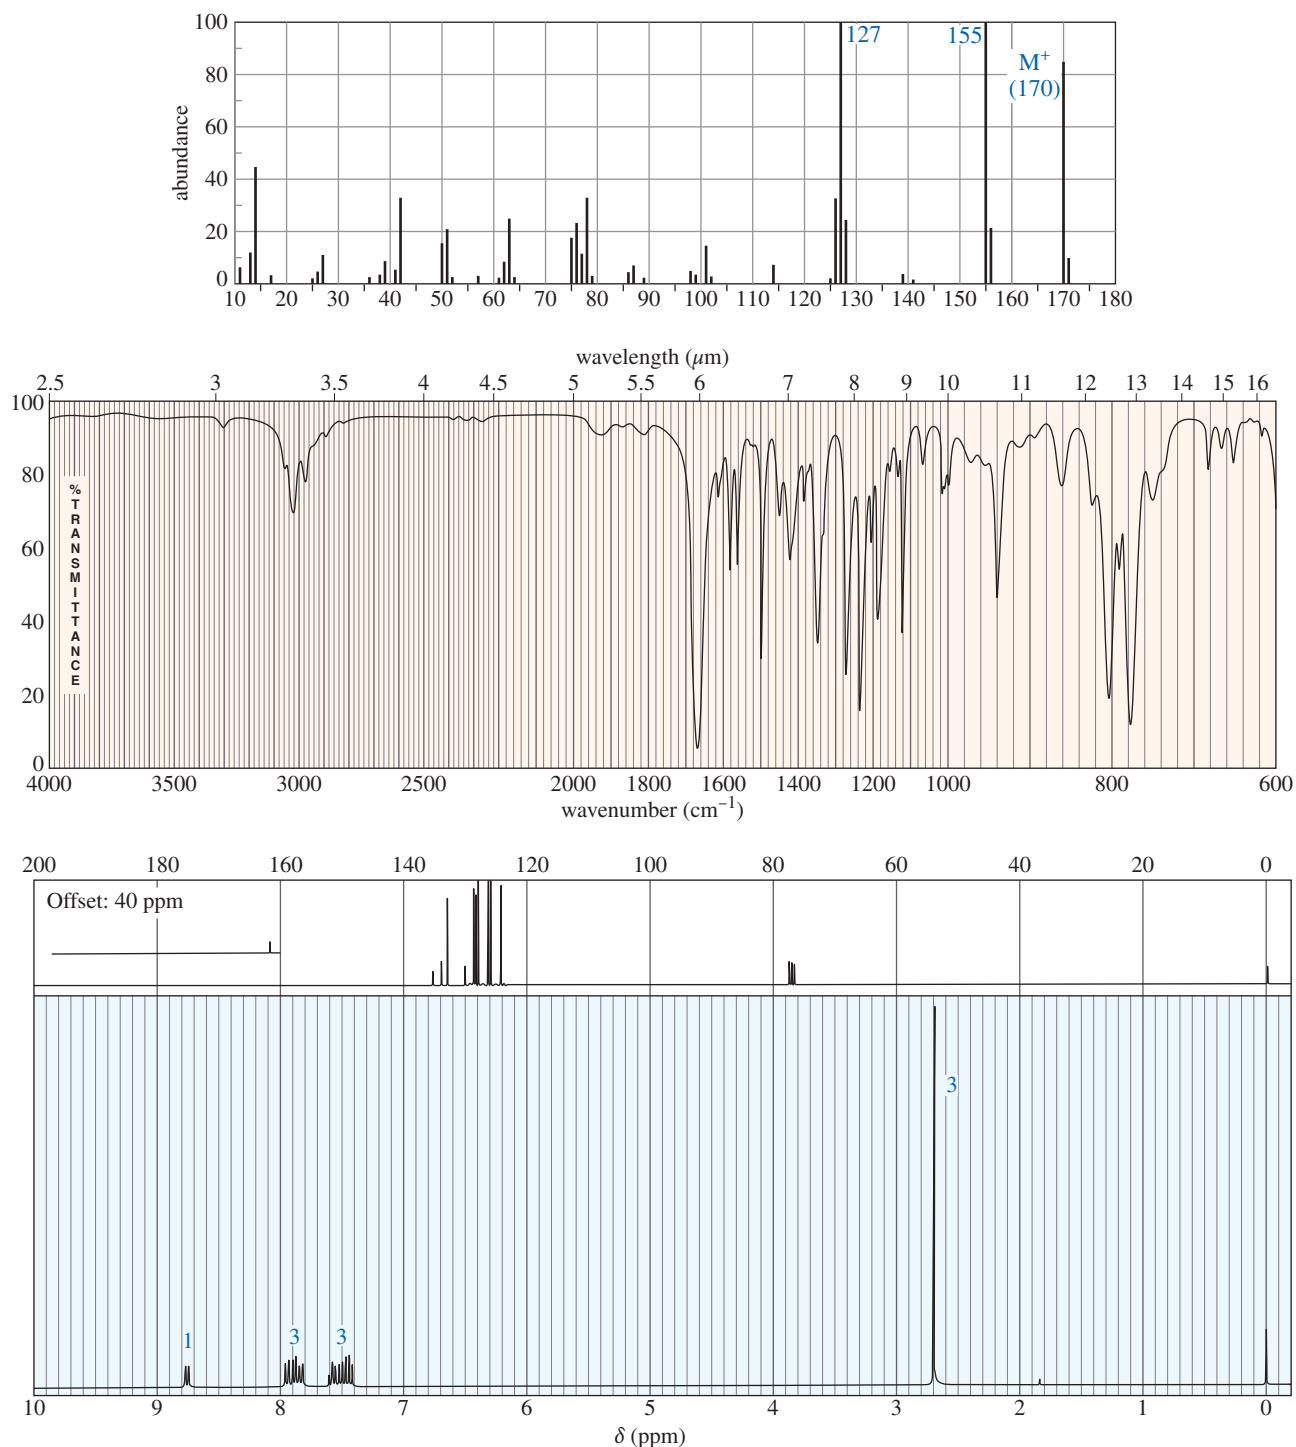 100
127
155
M+
(170)
80
60
40
20
0
abundance
10 20 30 40 50 60 70 80 90 100 110 120 130 140 150 160 170 180
wavelength (μm)
2.5 3 3.5 4 4.5 5 5.5 6 7 8 9 10 11 12 13 14 15 16
100
80
60
40
20
0
%
T
R
A
N
S
M
I
T
T
A
N
C
E
4000 3500 3000 2500 2000 1800 1600 1400 1200 1000 800 600
wavenumber (cm−1)
200 180 160 140 120 100 80 60 40 20 0
Offset: 40 ppm
3
1 3 3
10 9 8 7 6 5 4 3 2 1 0
δ (ppm)